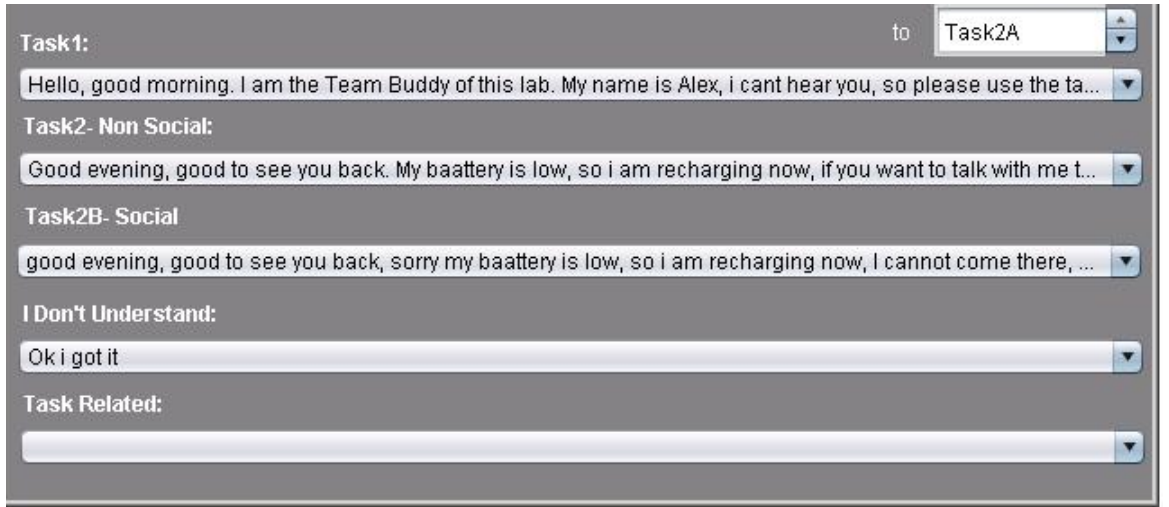 to Task2A
Task1:
Hello, good morning. I am the Team Buddy of this lab. My name is Alex, i cant hear you, so please use the ta...
Task2- Non Social:
Good evening, good to see you back. My baattery is low, so i am recharging now, if you want to talk with me t...
Task2B- Social
good evening, good to see you back, sorry my baattery is low, so i am recharging now, I cannot come there, ...
I Don't Understand:
Ok i got it
Task Related: